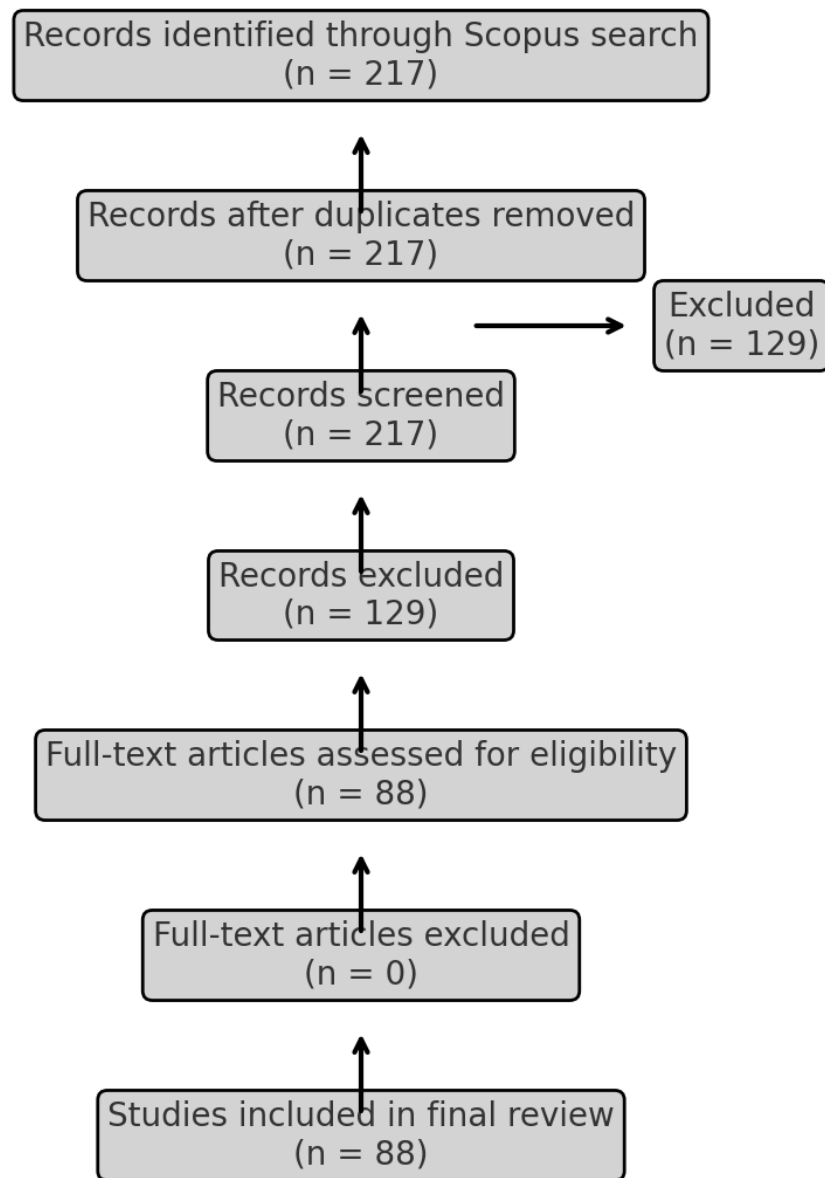 Records identified through Scopus search
(n = 217)
Records after duplicates removed
(n = 217)
Excluded
(n = 129)
Records screened
(n = 217)
Records excluded
(n = 129)
Full-text articles assessed for eligibility
(n = 88)
Full-text articles excluded
(n = 0)
Studies included in final review
(n = 88)